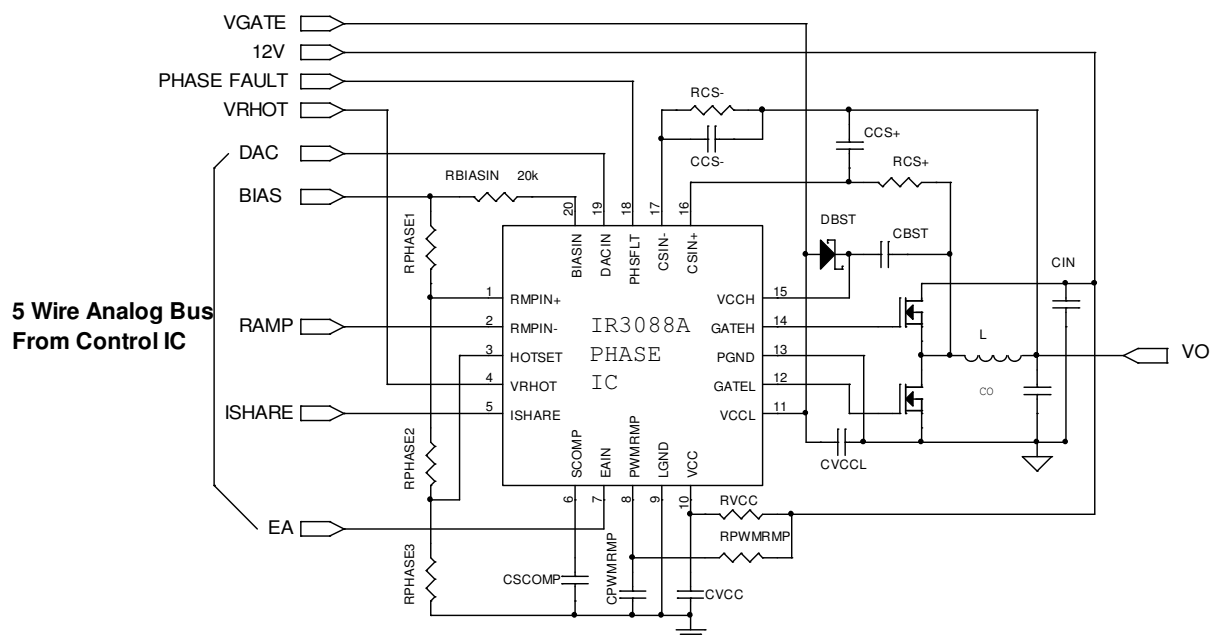 VGATE
12V
PHASE FAULT
VRHOT
DAC
BIAS
5 Wire Analog Bus
From Control IC
RAMP
ISHARE
EA
RBIASIN 20k
RPHASE1
RPHASE2
RPHASE3
RCS-
CCS-
CCS+
RCS+
DBST
CBST
CIN
L
CO
VO
20
19
18
17
16
BIASIN
DACIN
PHSFLT
CSIN-
CSIN+
1 RMPIN+
2 RMPIN-
3 HOTSET
4 VRHOT
5 ISHARE
IR3088A
PHASE
IC
VCCH 15
GATEH 14
PGND 13
GATEL 12
VCCL 11
SCOMP
EAIN
PWMRMP
LGND
VCC
6
7
8
9
10
CVCCL
RVCC
RPWMRMP
CSCOMP
CPWMRMP
CVCC